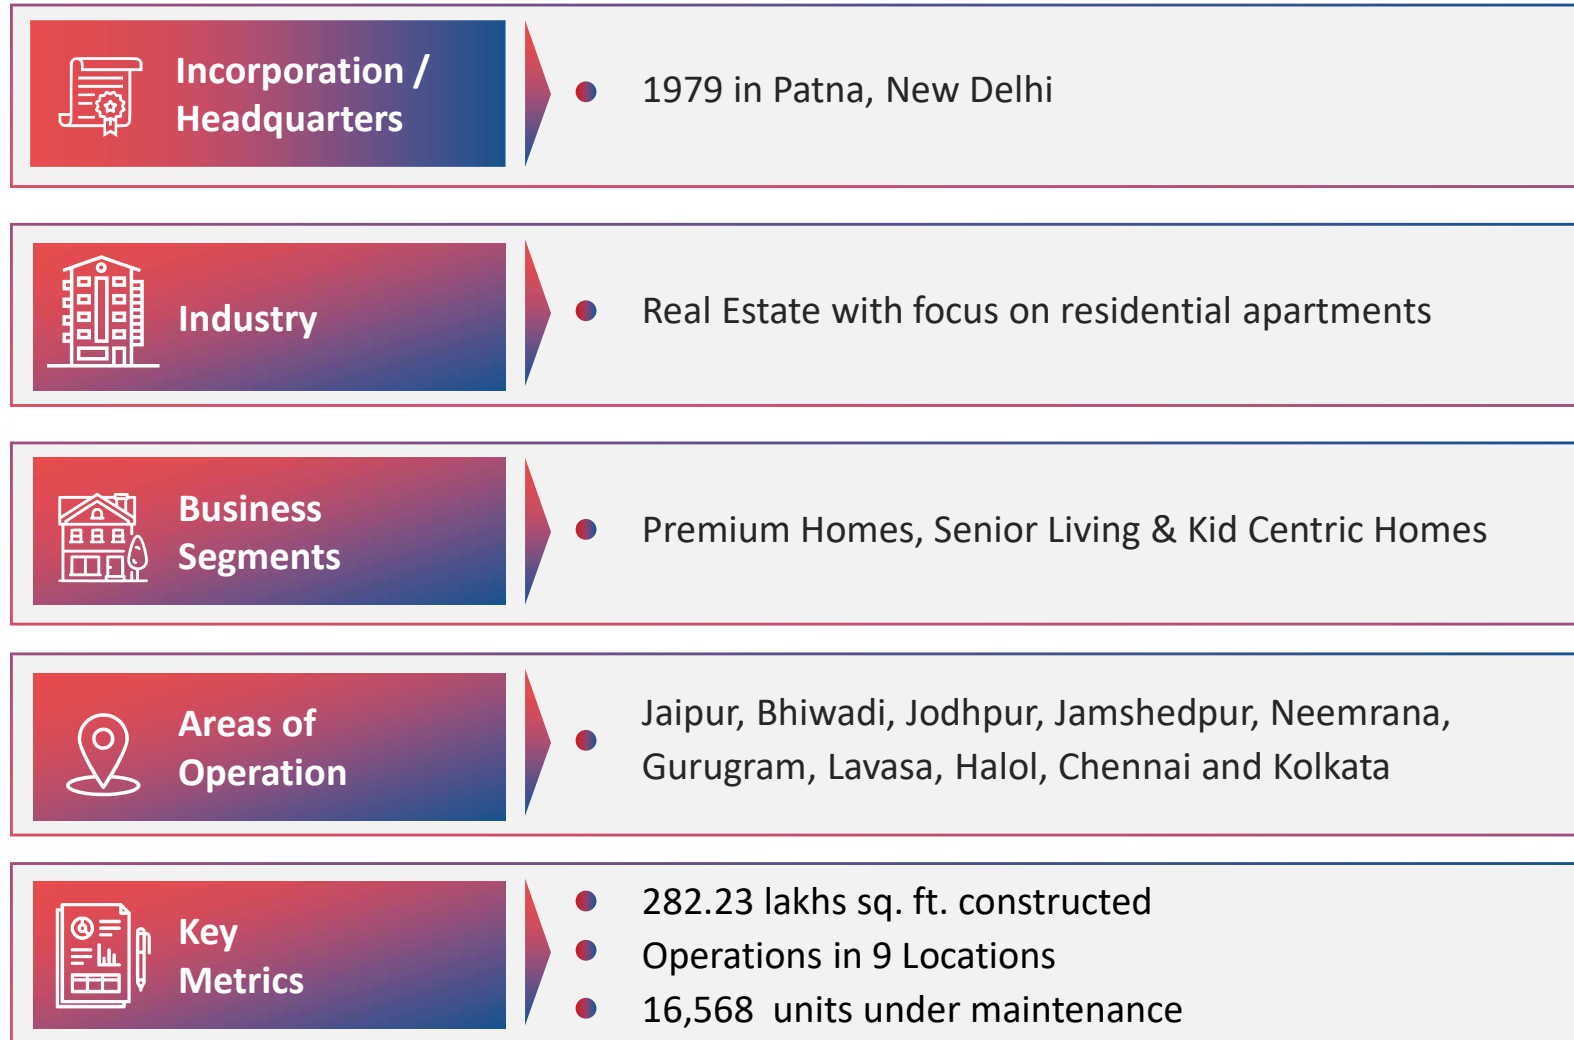 Incorporation /
Headquarters
1979 in Patna, New Delhi
Industry
Real Estate with focus on residential apartments
Business
Segments
Premium Homes, Senior Living & Kid Centric Homes
Areas of
Operation
Jaipur, Bhiwadi, Jodhpur, Jamshedpur, Neemrana,
Gurugram, Lavasa, Halol, Chennai and Kolkata
Key
Metrics
282.23 lakhs sq. ft. constructed
Operations in 9 Locations
16,568 units under maintenance